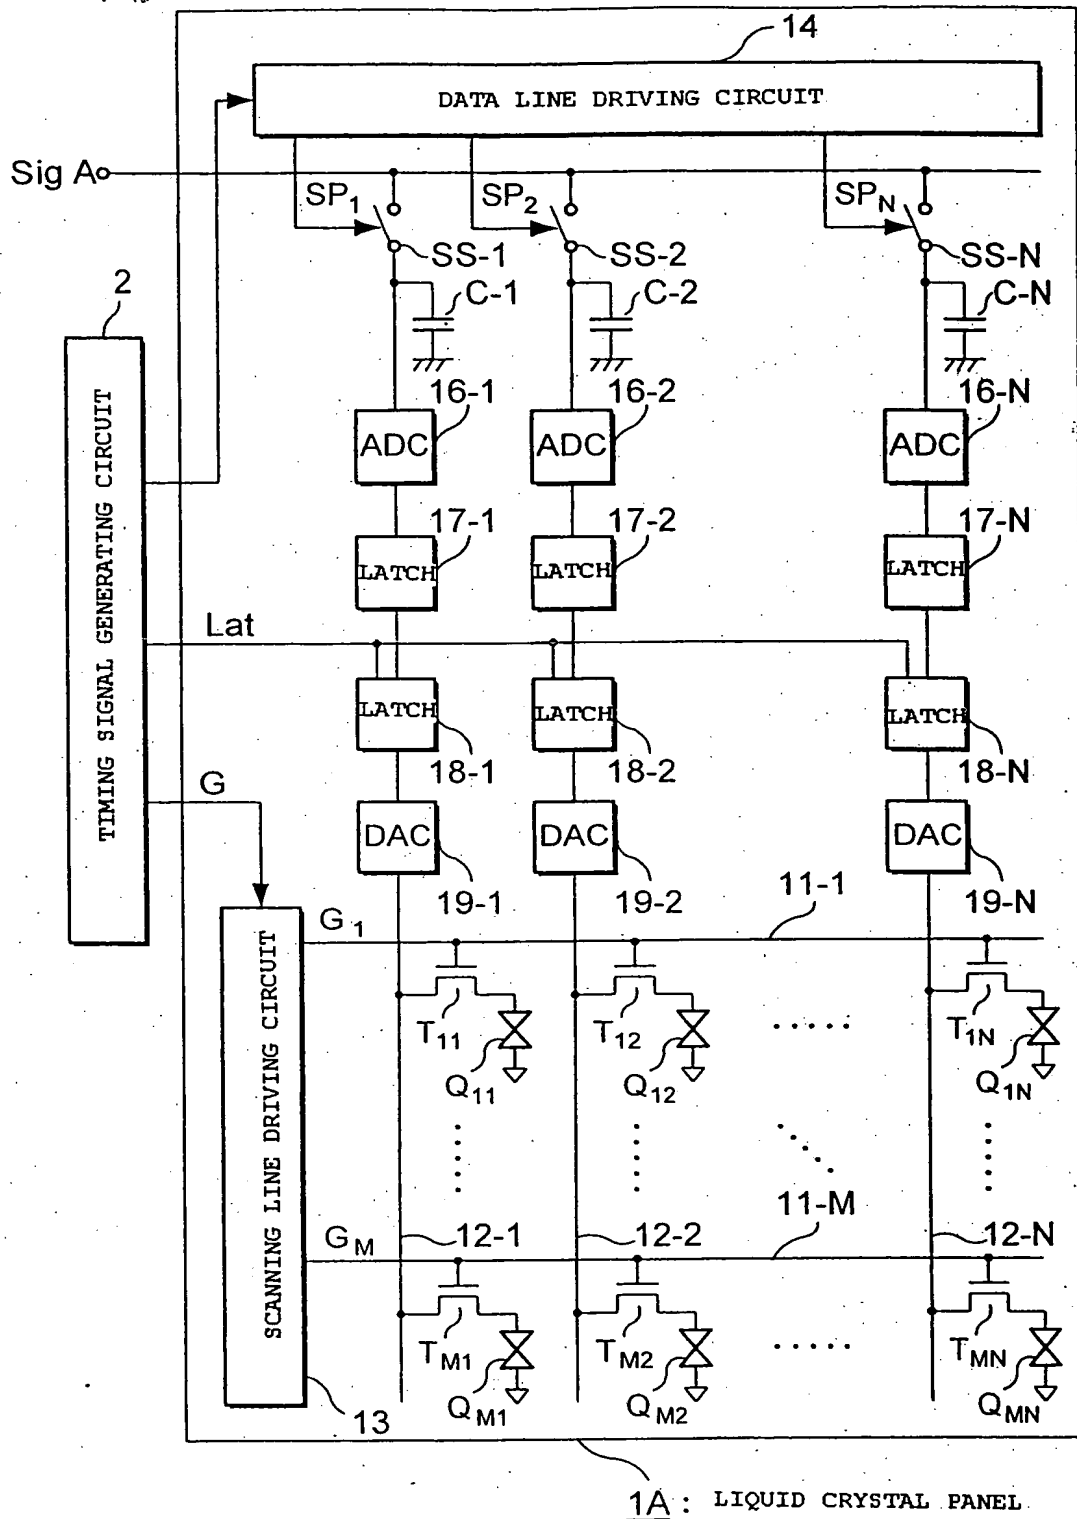 14
DATA LINE DRIVING CIRCUIT
Sig A
SP1 SP2 SPN
SS-1 SS-2 SS-N
2
C-1 C-2 C-N
16-1 16-2 16-N
ADC ADC ADC
17-1 17-2 17-N
LATCH LATCH LATCH
TIMING SIGNAL GENERATING CIRCUIT
Lat
LATCH LATCH LATCH
18-1 18-2 18-N
G
DAC DAC DAC
19-1 19-2 11-1 19-N
G1
SCANNING LINE DRIVING CIRCUIT
T11 T12 ..... T1N
Q11 Q12 Q1N
11-M
GM 12-1 12-2 12-N
TM1 TM2 ..... TMN
QM1 QM2 QMN
13
1A : LIQUID CRYSTAL PANEL